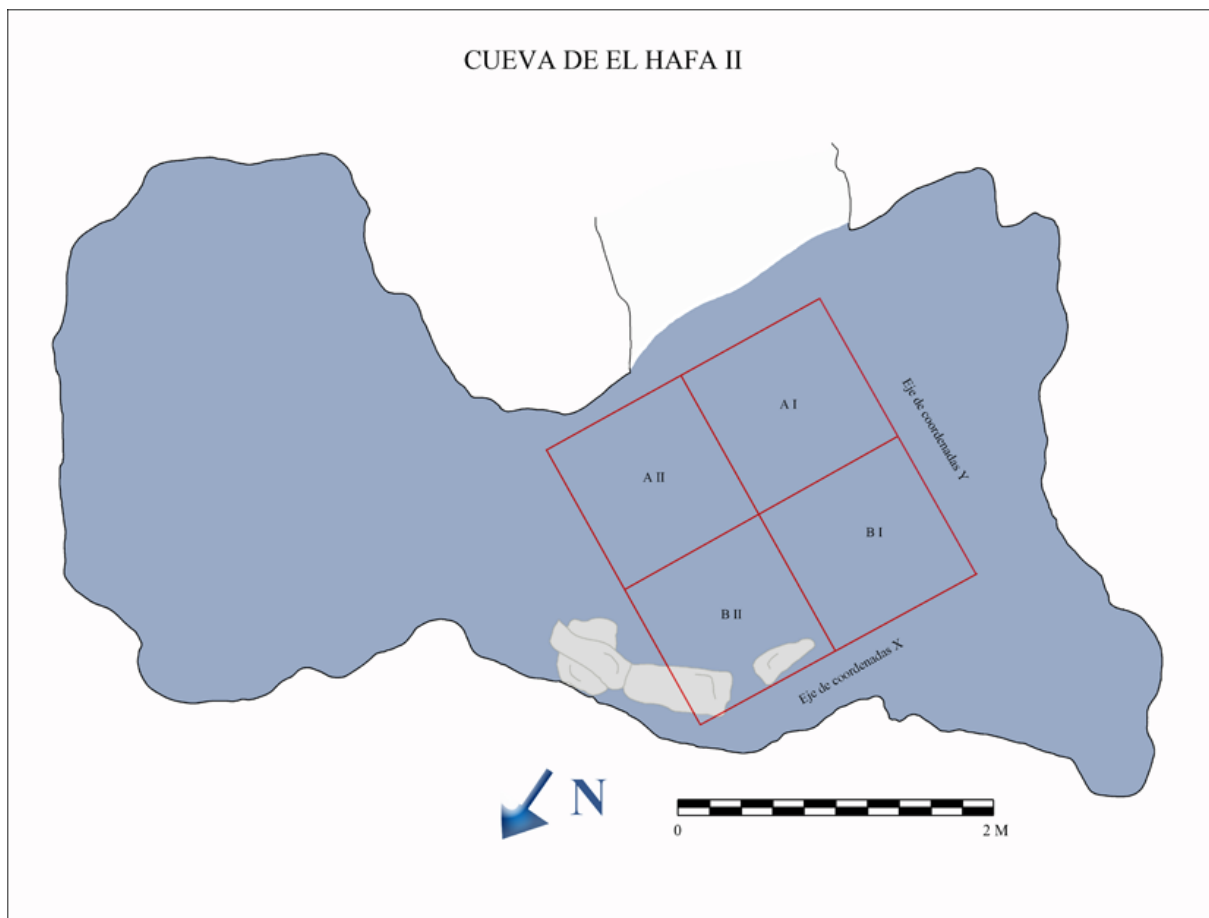 CUEVA DE EL HAFA II
A I
Eje de coordenadas Y
A II
B I
B II
Eje de coordenadas X
N
0 2 M